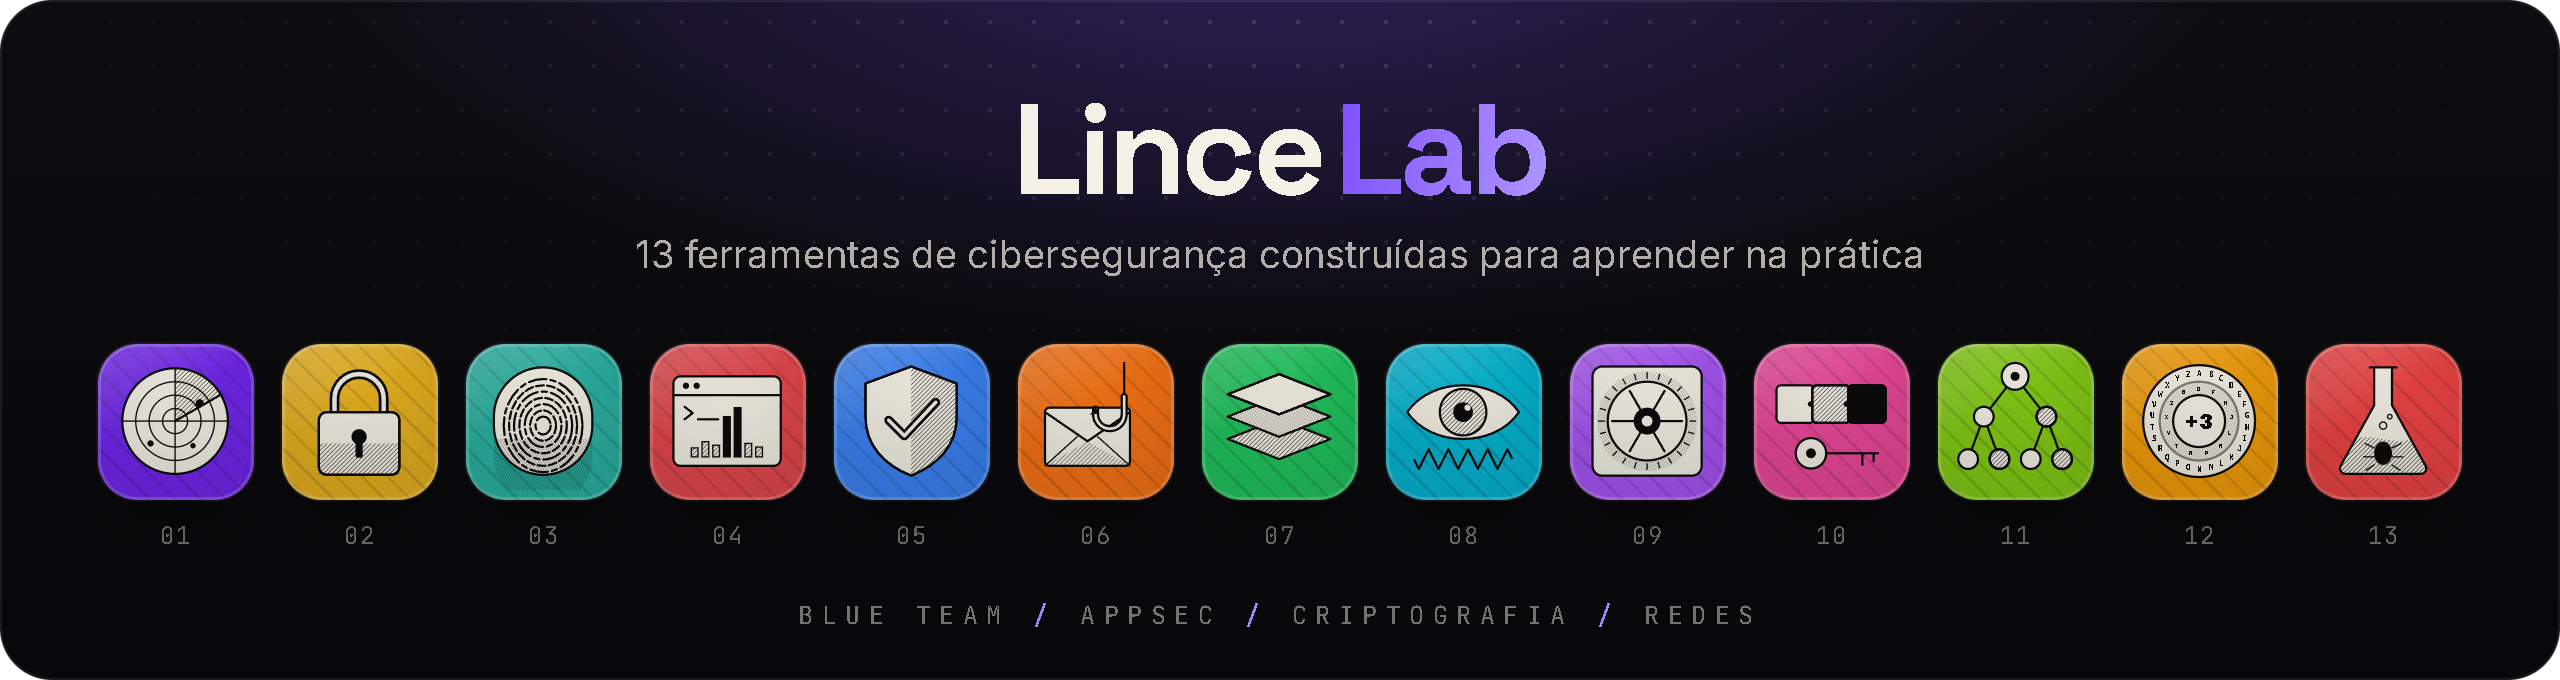 Lince Lab
13 ferramentas de cibersegurança construídas para aprender na prática
+3
01 02 03 04 05 06 07 08 09 10 11 12 13
BLUE TEAM / APPSEC / CRIPTOGRAFIA / REDES